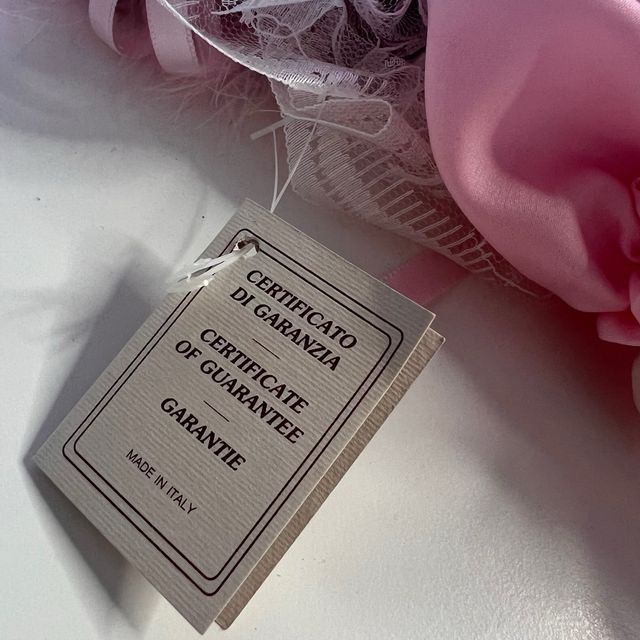 CERTIFICATO
DI GARANZIA
CERTIFICATE
OF GUARANTEE
GARANTIE
MADE IN ITALY